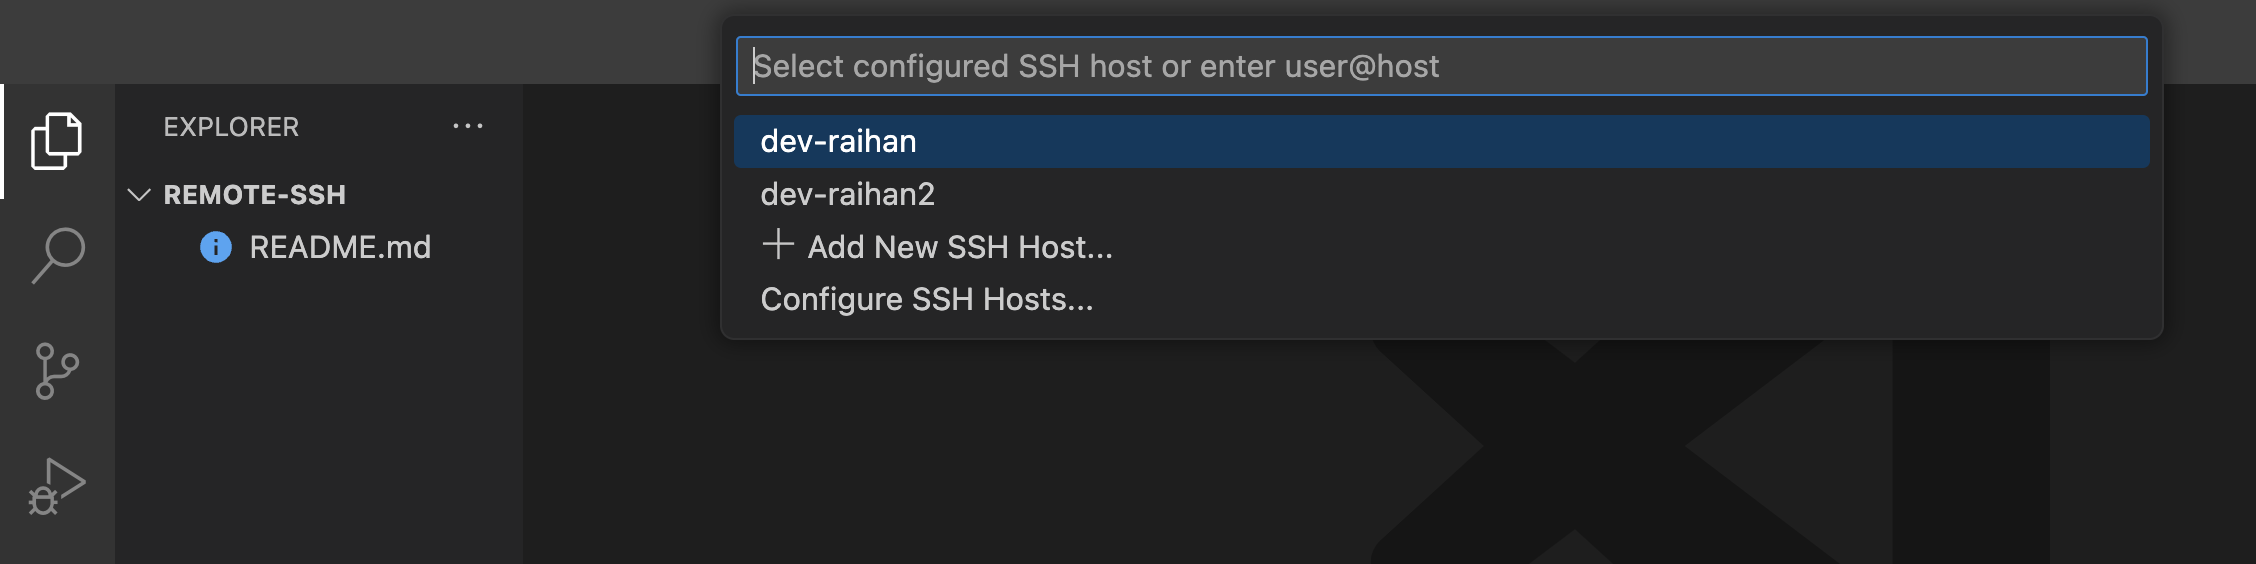 Select configured SSH host or enter user@host
EXPLORER
REMOTE-SSH
README.md
dev-raihan
dev-raihan2
Add New SSH Host...
Configure SSH Hosts...